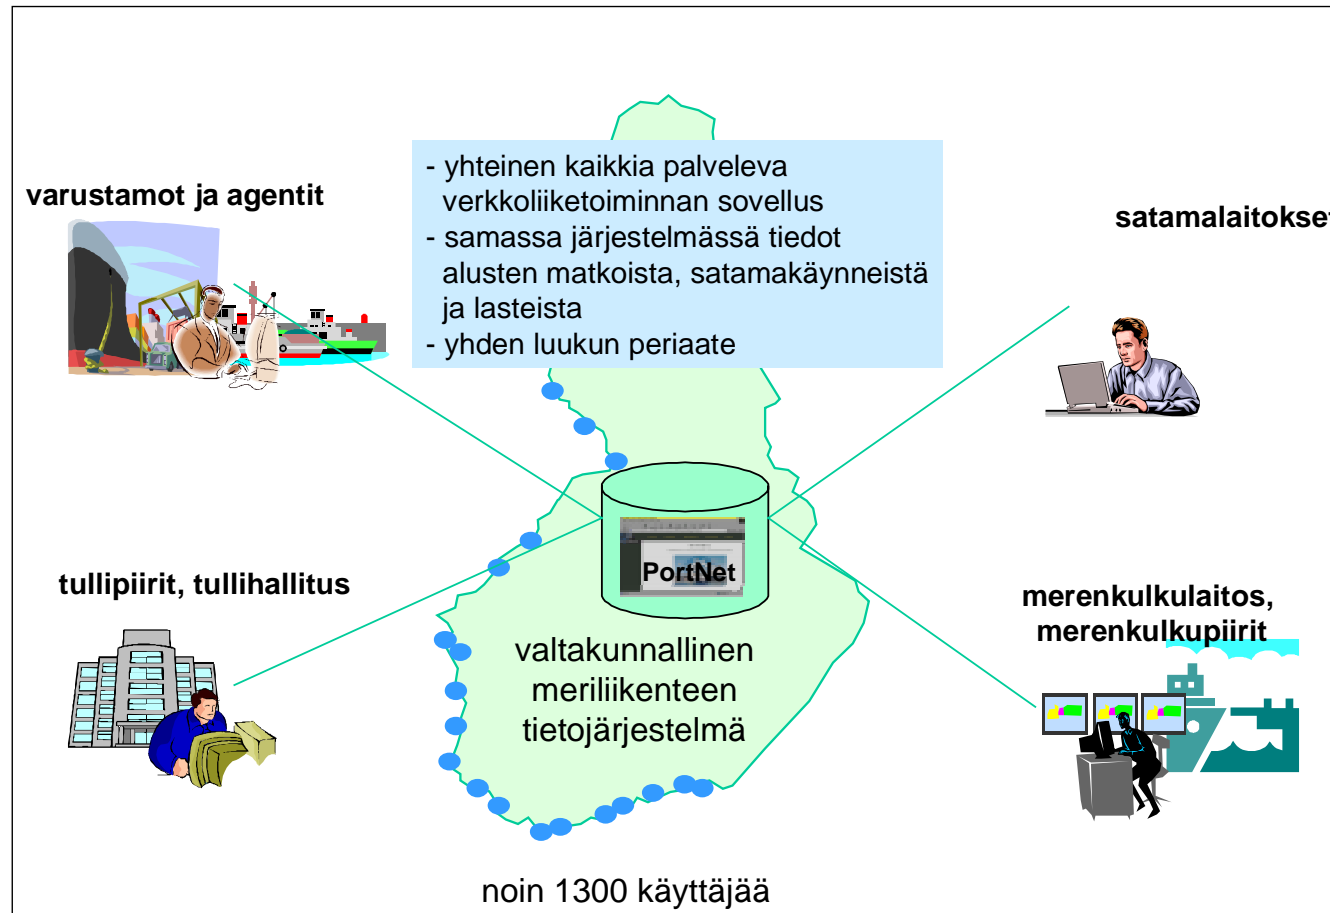 - yhteinen kaikkia palveleva
verkkoliiketoiminnan sovellus
- samassa järjestelmässä tiedot
alusten matkoista, satamakäynneistä
ja lasteista
- yhden luukun periaate
varustamot ja agentit
satamalaitokset
PortNet
tullipiirit, tullihallitus
merenkulkulaitos,
merenkulkupiirit
valtakunnallinen
meriliikenteen
tietojärjestelmä
noin 1300 käyttäjää